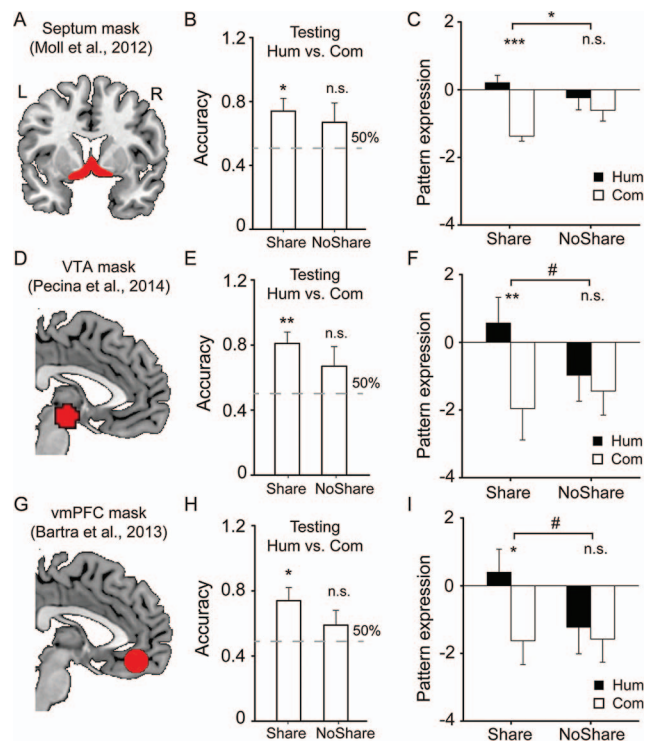 A
Septum mask
(Moll et al., 2012)
L
R
B
Testing
Hum vs. Com
1.2
0.8
0.4
0
Accuracy
*
n.s.
50%
Share
NoShare
C
*
***
n.s.
2
0
-2
-4
Pattern expression
Hum
Com
Share
NoShare
D
VTA mask
(Pecina et al., 2014)
E
Testing
Hum vs. Com
1.2
0.8
0.4
0
Accuracy
**
n.s.
50%
Share
NoShare
F
#
**
n.s.
2
0
-2
-4
Pattern expression
Hum
Com
Share
NoShare
G
vmPFC mask
(Bartra et al., 2013)
H
Testing
Hum vs. Com
1.2
0.8
0.4
0
Accuracy
*
n.s.
50%
Share
NoShare
I
#
*
n.s.
2
0
-2
-4
Pattern expression
Hum
Com
Share
NoShare